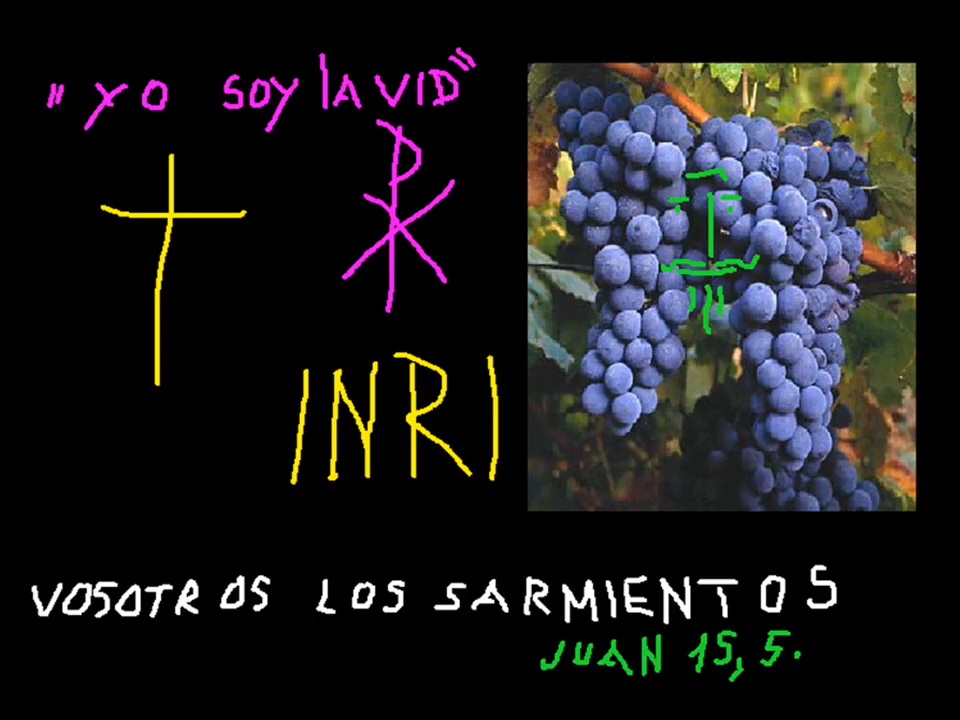 "YO SOY LA VID"
INRI
VOSOTROS LOS SARMIENTOS
JUAN 15, 5.